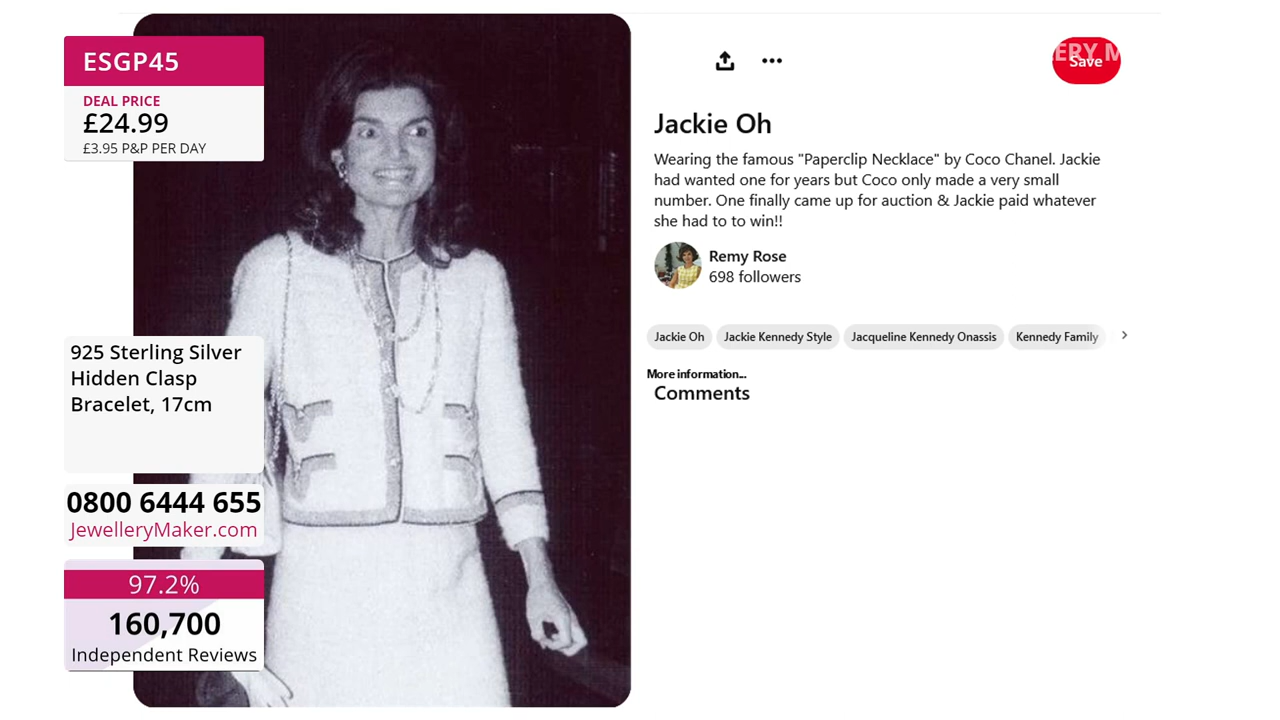 ESGP45
DEAL PRICE
£24.99
£3.95 P&P PER DAY
925 Sterling Silver
Hidden Clasp
Bracelet, 17cm
0800 6444 655
JewelleryMaker.com
97.2%
160,700
Independent Reviews
ERY M
Save
Jackie Oh
Wearing the famous "Paperclip Necklace" by Coco Chanel. Jackie
had wanted one for years but Coco only made a very small
number. One finally came up for auction & Jackie paid whatever
she had to to win!!
Remy Rose
698 followers
Jackie Oh Jackie Kennedy Style Jacqueline Kennedy Onassis Kennedy Family
More information...
Comments